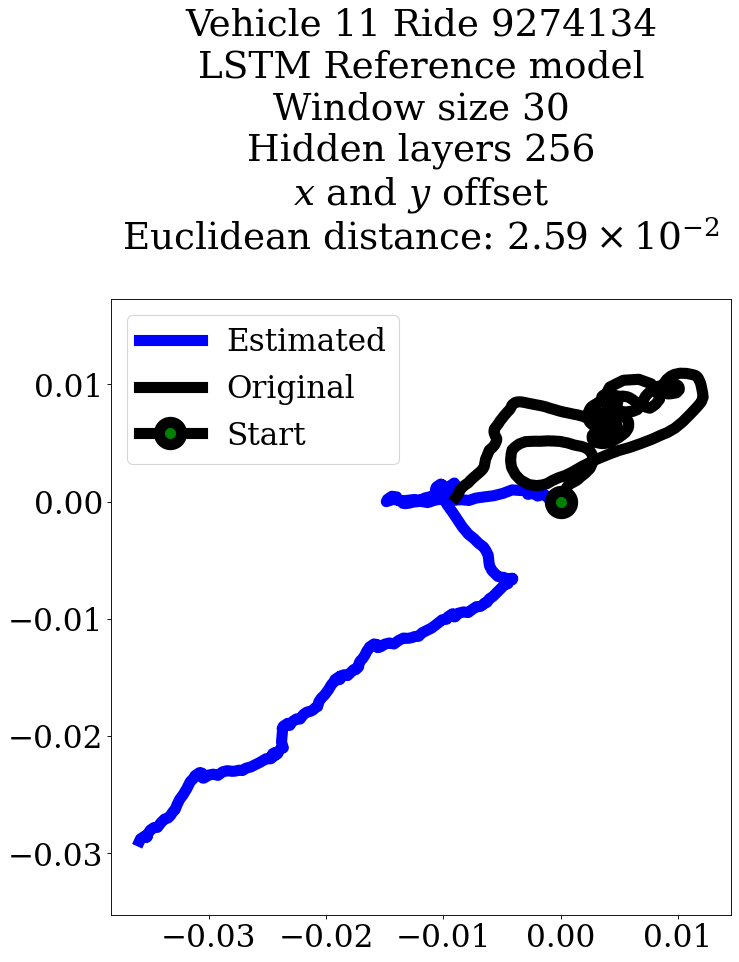 Vehicle 11 Ride 9274134
LSTM Reference model
Window size 30
Hidden layers 256
x and y offset
Euclidean distance: 2.59 × 10⁻²
Estimated
Original
Start
0.01
0.00
−0.01
−0.02
−0.03
−0.03 −0.02 −0.01 0.00 0.01